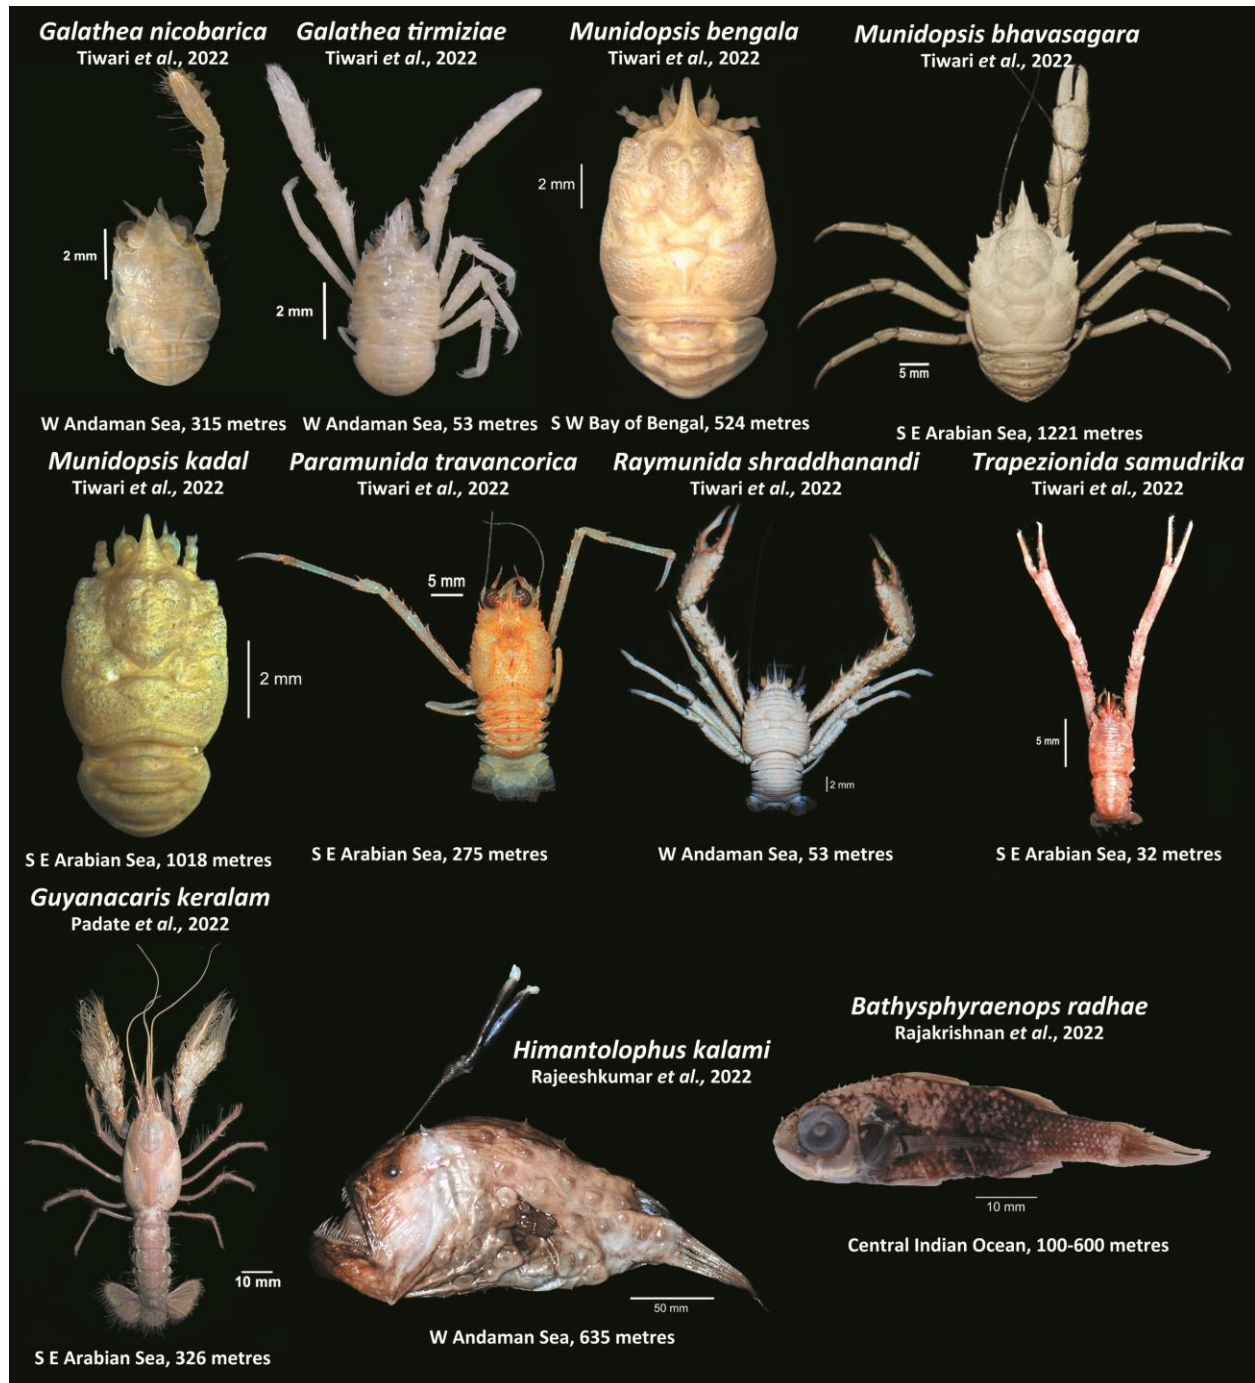 Galathea nicobarica
Tiwari et al., 2022
Galathea tirmiziae
Tiwari et al., 2022
Munidopsis bengala
Tiwari et al., 2022
Munidopsis bhavasagara
Tiwari et al., 2022
2 mm
2 mm
2 mm
5 mm
W Andaman Sea, 315 metres
W Andaman Sea, 53 metres
S W Bay of Bengal, 524 metres
S E Arabian Sea, 1221 metres
Munidopsis kadal
Tiwari et al., 2022
Paramunida travancorica
Tiwari et al., 2022
Raymunida shraddhanandi
Tiwari et al., 2022
Trapezionida samudrika
Tiwari et al., 2022
2 mm
5 mm
2 mm
5 mm
S E Arabian Sea, 1018 metres
S E Arabian Sea, 275 metres
W Andaman Sea, 53 metres
S E Arabian Sea, 32 metres
Guyanacaris keralam
Padate et al., 2022
10 mm
S E Arabian Sea, 326 metres
Himantolophus kalami
Rajeeshkumar et al., 2022
50 mm
W Andaman Sea, 635 metres
Bathysphyraenops radhae
Rajakrishnan et al., 2022
10 mm
Central Indian Ocean, 100-600 metres